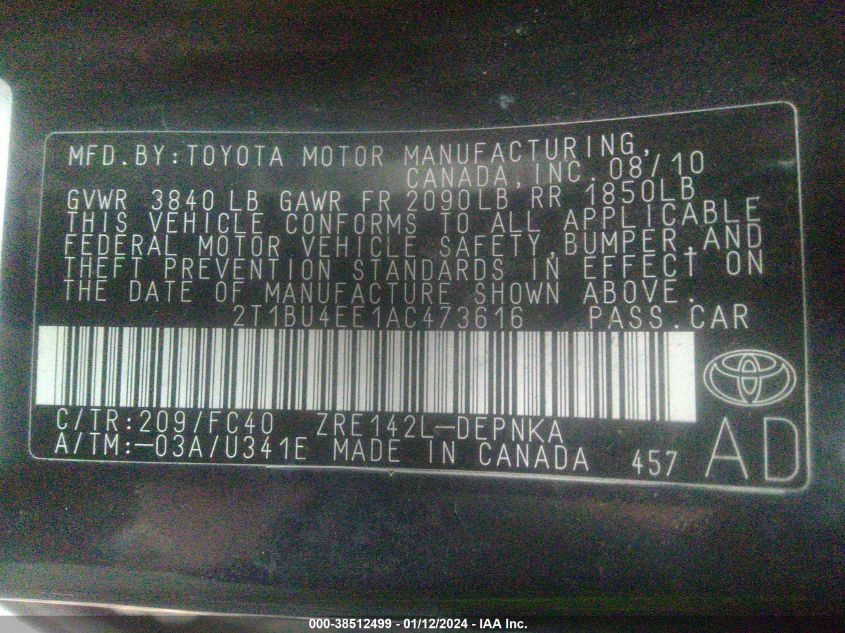 MFD.BY:TOYOTA MOTOR MANUFACTURING,
CANADA,INC. 08/10
GVWR 3840 LB GAWR FR 2090LB RR 1850LB
THIS VEHICLE CONFORMS TO ALL APPLICABLE
FEDERAL MOTOR VEHICLE SAFETY,BUMPER,AND
THEFT PREVENTION STANDARDS IN EFFECT ON
THE DATE OF MANUFACTURE SHOWN ABOVE.
2T1BU4EE1AC473616 PASS.CAR
C/TR:209/FC40 ZRE142L-DEPNKA
A/TM:-03A/U341E MADE IN CANADA 457 AD
000-38512499 - 01/12/2024 - IAA Inc.